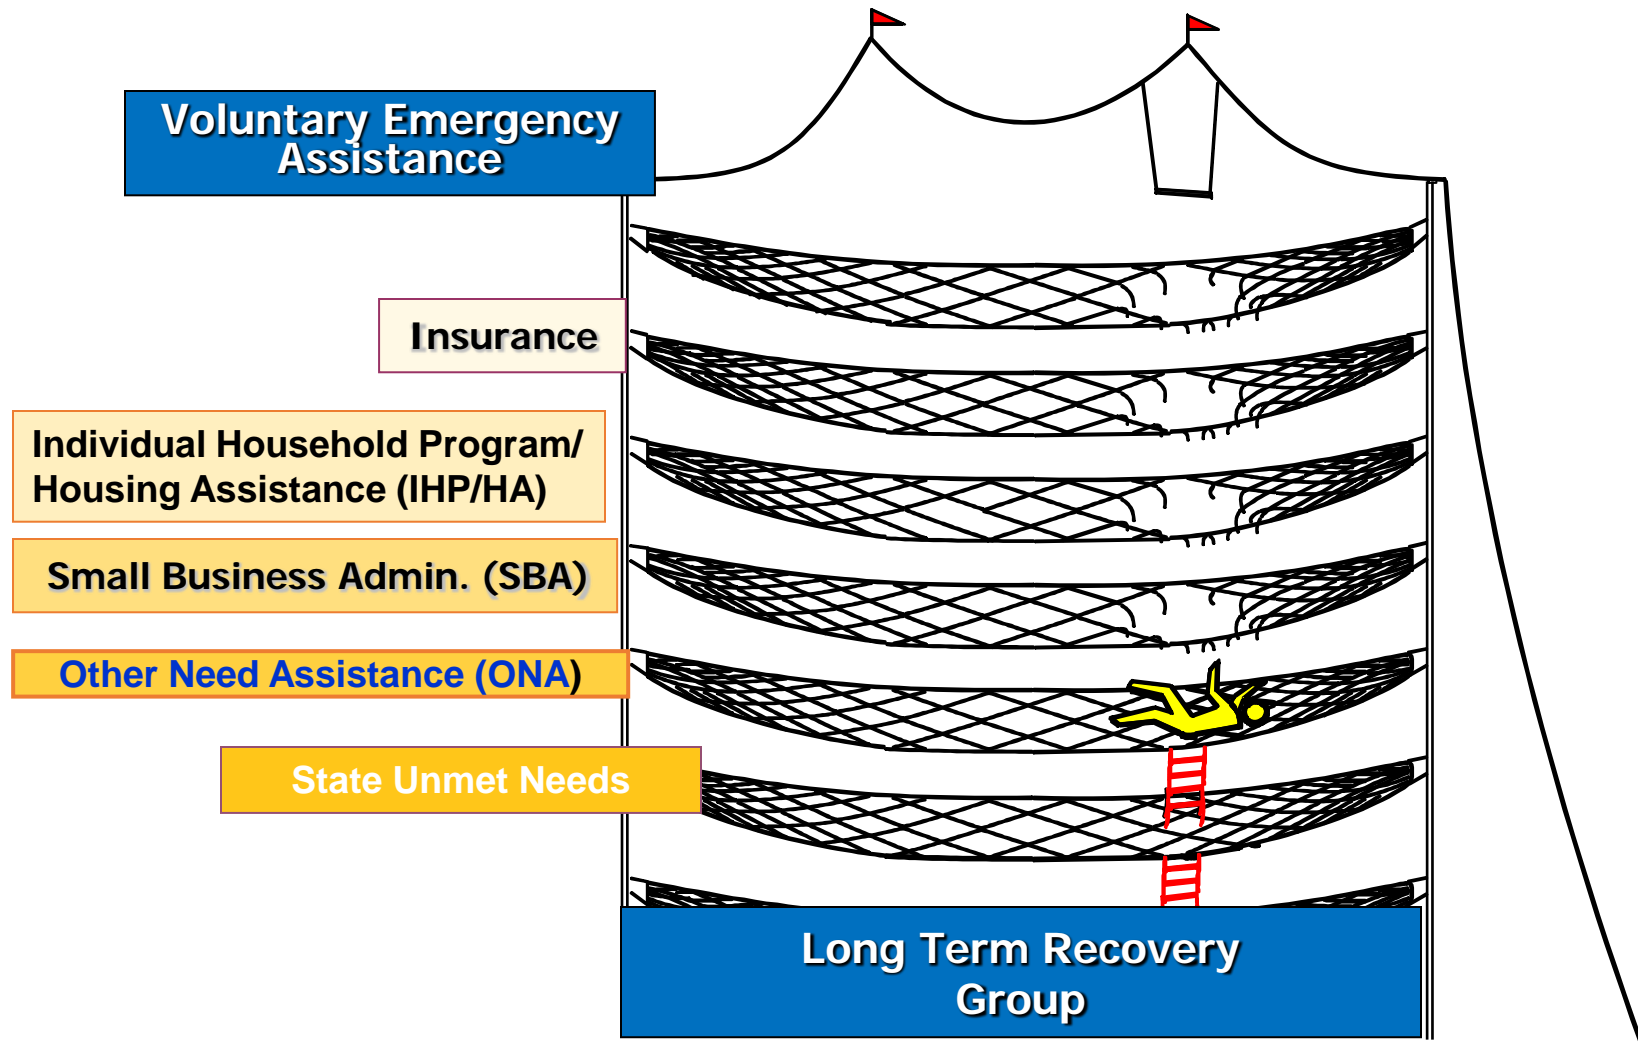 Voluntary Emergency
Assistance
Insurance
Individual Household Program/
Housing Assistance (IHP/HA)
Small Business Admin. (SBA)
Other Need Assistance (ONA)
State Unmet Needs
Long Term Recovery
Group